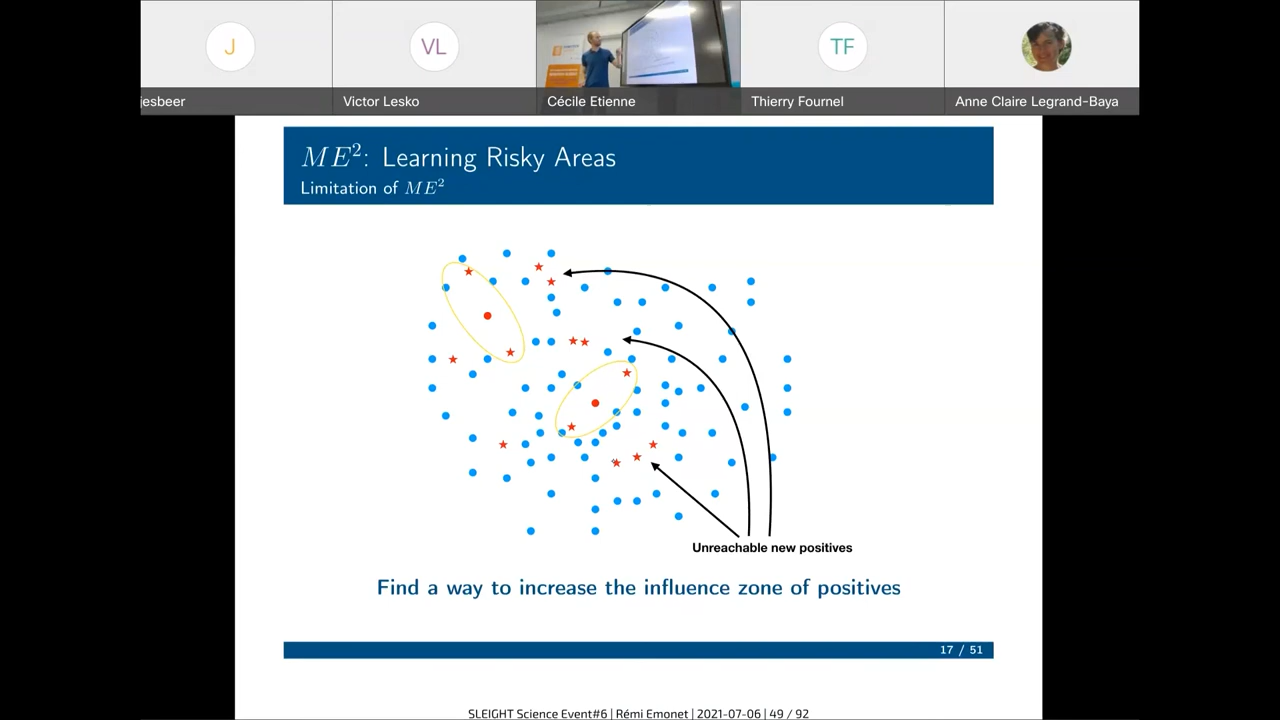 J
VL
TF
jesbeer
Victor Lesko
Cécile Etienne
Thierry Fournel
Anne Claire Legrand-Baya
ME²: Learning Risky Areas
Limitation of ME²
Unreachable new positives
Find a way to increase the influence zone of positives
17 / 51
SLEIGHT Science Event#6 | Rémi Emonet | 2021-07-06 | 49 / 92